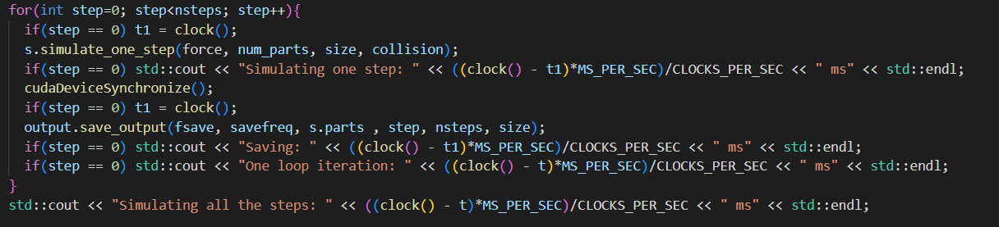 for(int step=0; step<nsteps; step++){
  if(step == 0) t1 = clock();
  s.simulate_one_step(force, num_parts, size, collision);
  if(step == 0) std::cout << "Simulating one step: " << ((clock() - t1)*MS_PER_SEC)/CLOCKS_PER_SEC << " ms" << std::endl;
  cudaDeviceSynchronize();
  if(step == 0) t1 = clock();
  output.save_output(fsave, savefreq, s.parts , step, nsteps, size);
  if(step == 0) std::cout << "Saving: " << ((clock() - t1)*MS_PER_SEC)/CLOCKS_PER_SEC << " ms" << std::endl;
  if(step == 0) std::cout << "One loop iteration: " << ((clock() - t)*MS_PER_SEC)/CLOCKS_PER_SEC << " ms" << std::endl;
}
std::cout << "Simulating all the steps: " << ((clock() - t)*MS_PER_SEC)/CLOCKS_PER_SEC << " ms" << std::endl;